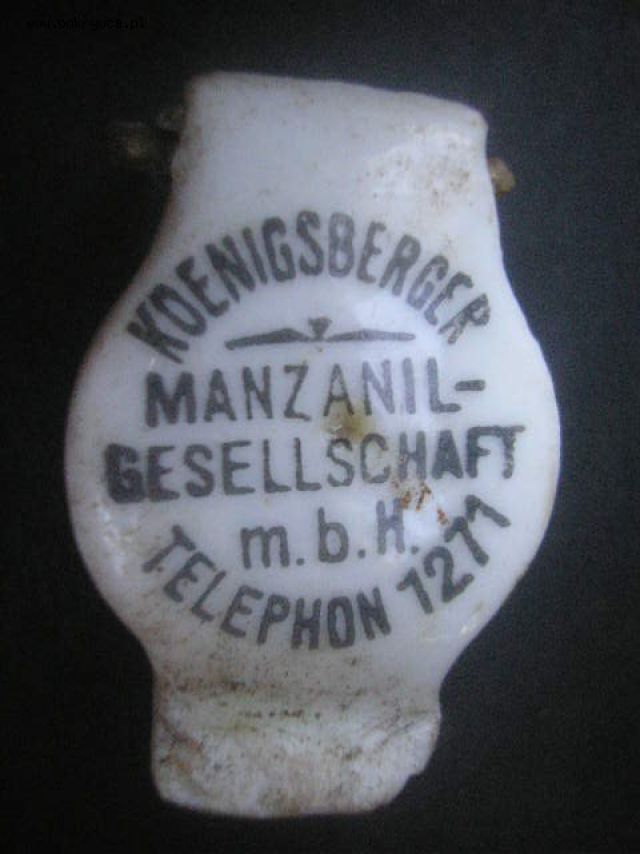 KOENIGSBERGER
MANZANIL-
GESELLSCHAFT
m.b.H.
TELEPHON 1271